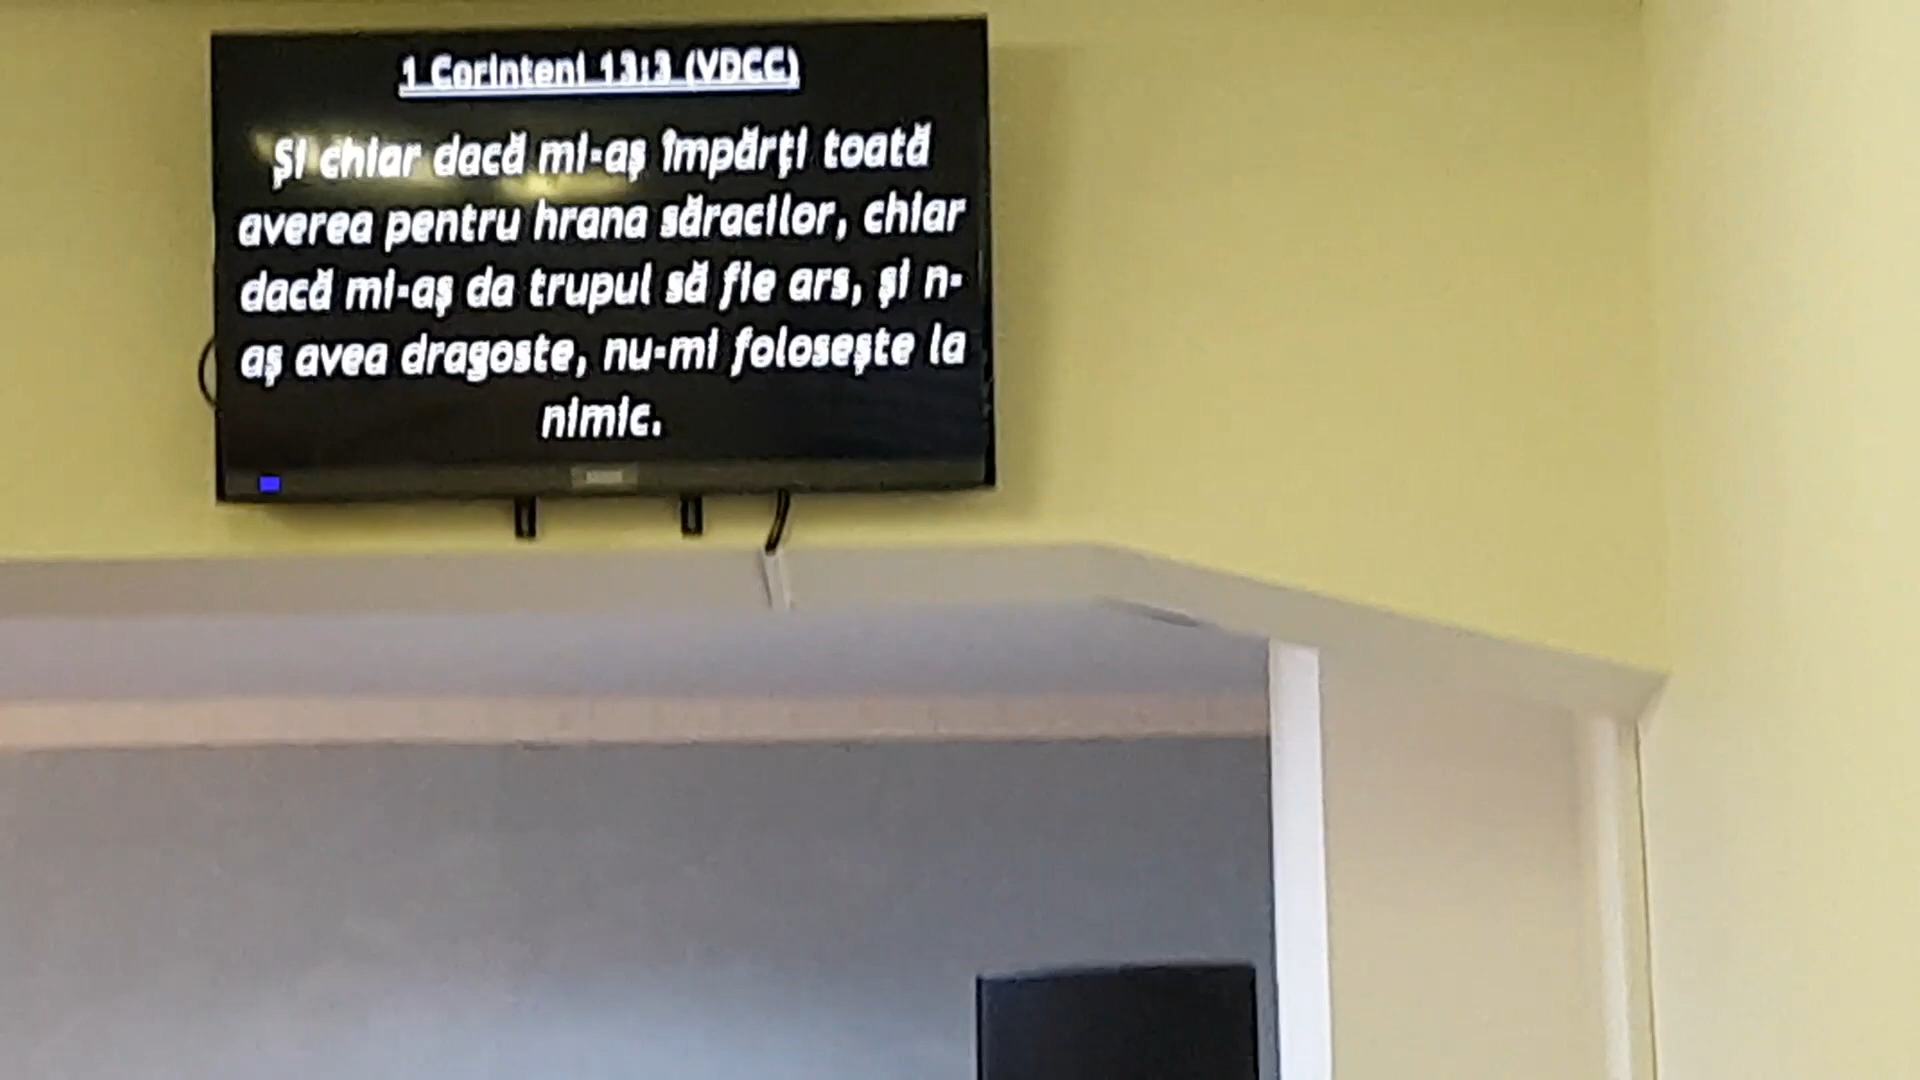 1 Corinteni 13:3 (VDCC)
Și chiar dacă mi-aș împărți toată
averea pentru hrana săracilor, chiar
dacă mi-aș da trupul să fie ars, și n-
aș avea dragoste, nu-mi folosește la
nimic.